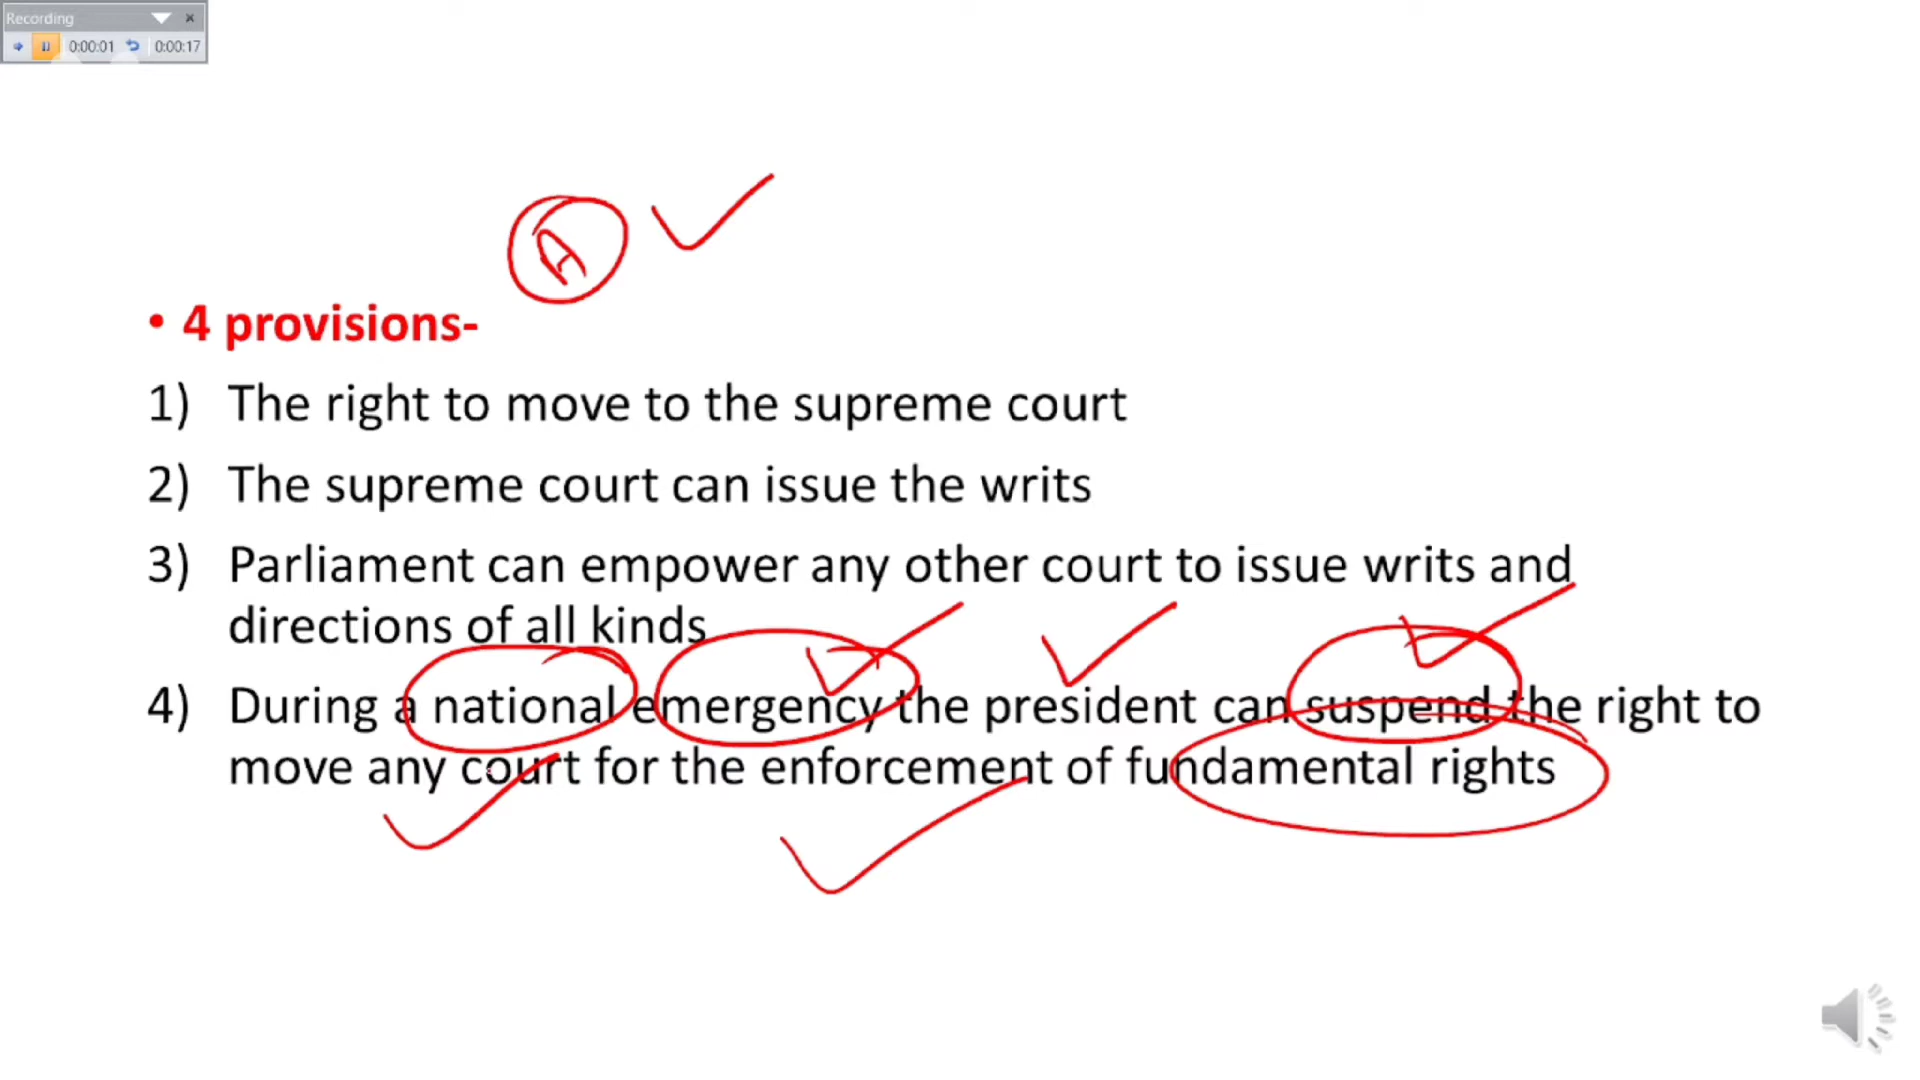 Recording
0:00:01 0:00:17
A
• 4 provisions-
1) The right to move to the supreme court
2) The supreme court can issue the writs
3) Parliament can empower any other court to issue writs and
directions of all kinds
4) During a national emergency the president can suspend the right to
move any court for the enforcement of fundamental rights